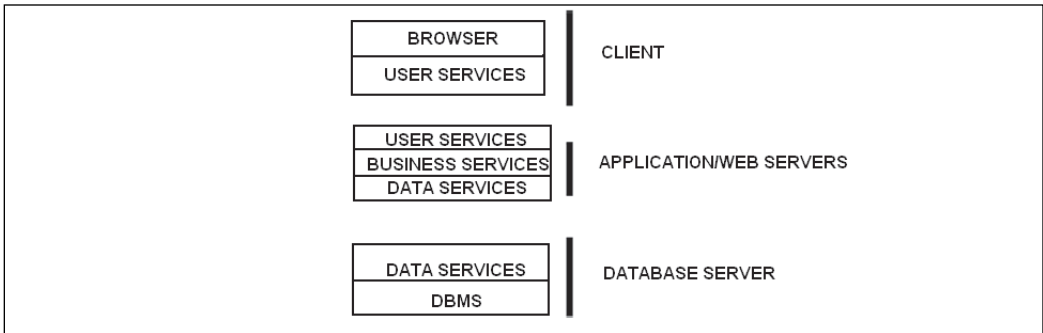 BROWSER
USER SERVICES
CLIENT
USER SERVICES
BUSINESS SERVICES
DATA SERVICES
APPLICATION/WEB SERVERS
DATA SERVICES
DBMS
DATABASE SERVER